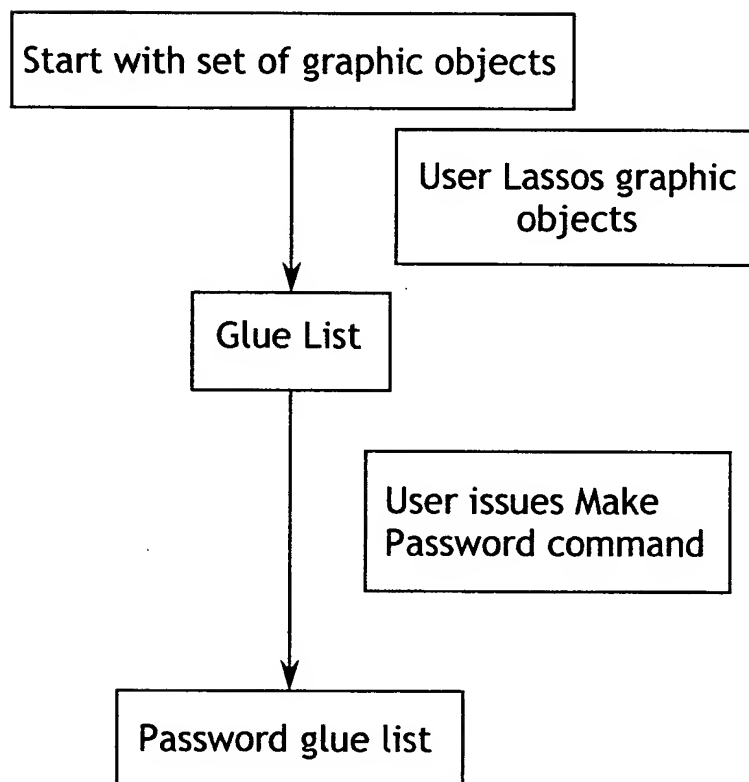 Start with set of graphic objects
User Lassos graphic
objects
Glue List
User issues Make
Password command
Password glue list